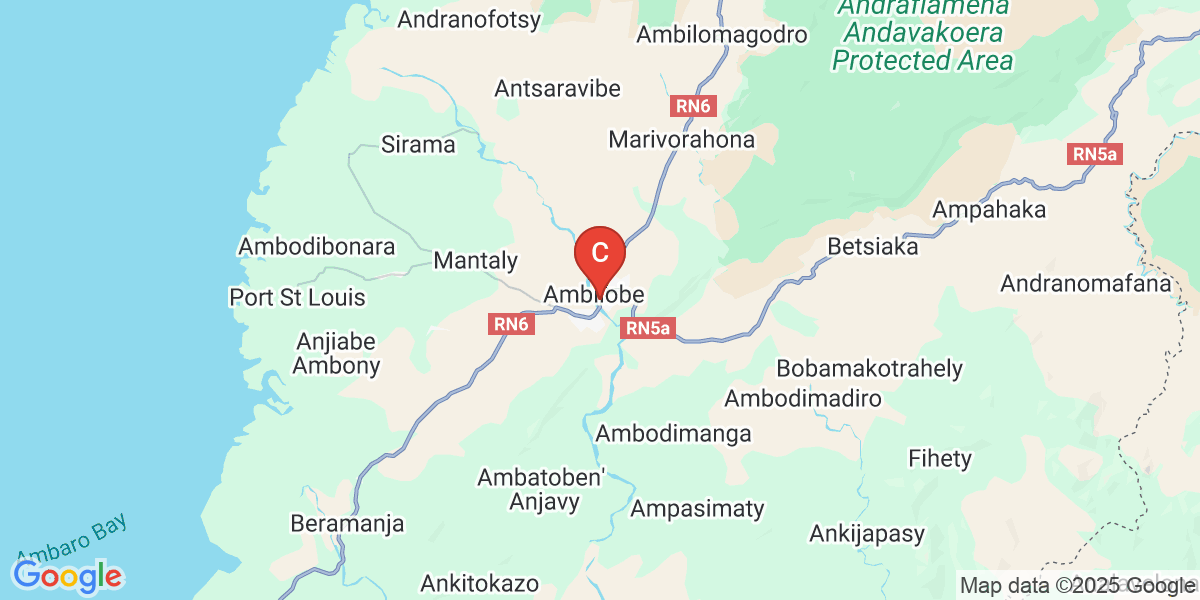 Andranofotsy
Andrafiamena
Andavakoera
Protected Area
Ambilomagodro
Antsaravibe
RN6
Marivorahona
Sirama
RN5a
Ampahaka
Ambodibonara
C
Betsiaka
Mantaly
Andranomafana
Port St Louis
Ambilobe
RN6
RN5a
Anjiabe
Ambony
Bobamakotrahely
Ambodimadiro
Ambodimanga
Fihety
Ambatoben'
Anjavy
Ampasimaty
Beramanja
Ankijapasy
Ambaro Bay
Google
Ankitokazo
Map data ©2025 Google